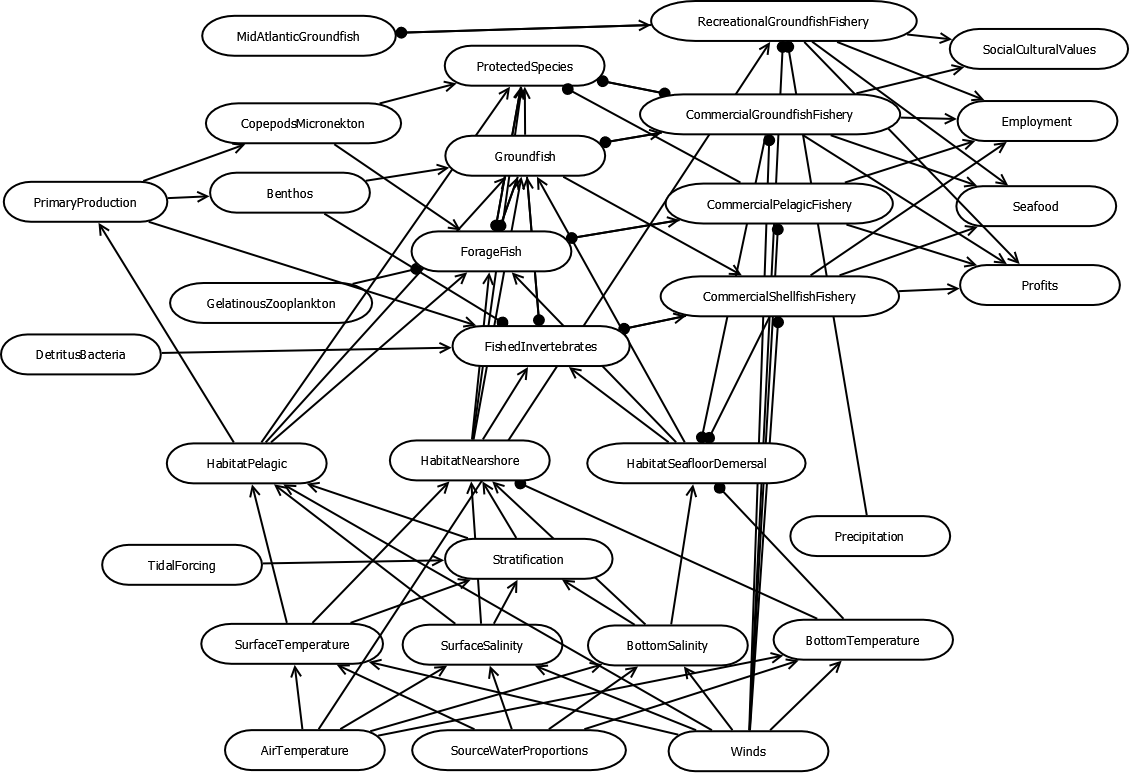 RecreationalGroundfishFishery
MidAtlanticGroundfish
SocialCulturalValues
ProtectedSpecies
CommercialGroundfishFishery
CopepodsMicronekton
Employment
Groundfish
Benthos
PrimaryProduction
CommercialPelagicFishery
Seafood
ForageFish
Profits
CommercialShellfishFishery
GelatinousZooplankton
FishedInvertebrates
DetritusBacteria
HabitatPelagic
HabitatNearshore
HabitatSeafloorDemersal
Precipitation
Stratification
TidalForcing
SurfaceTemperature
SurfaceSalinity
BottomSalinity
BottomTemperature
AirTemperature
SourceWaterProportions
Winds